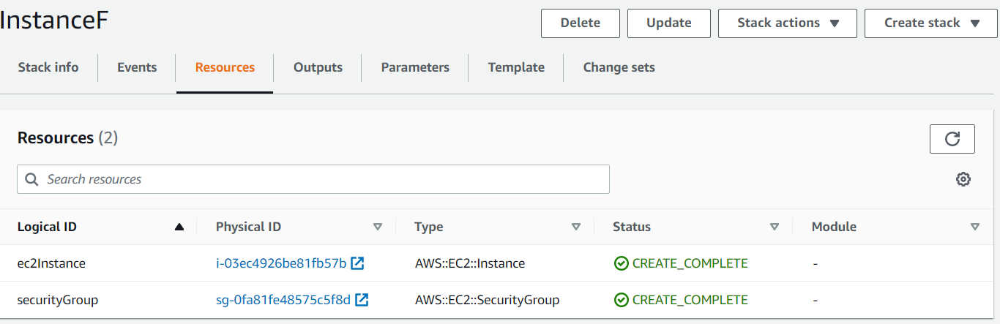 InstanceF
Delete Update Stack actions Create stack
Stack info Events Resources Outputs Parameters Template Change sets
Resources (2)
Search resources
Logical ID Physical ID Type Status Module
ec2Instance i-03ec4926be81fb57b AWS::EC2::Instance CREATE_COMPLETE -
securityGroup sg-0fa81fe48575c5f8d AWS::EC2::SecurityGroup CREATE_COMPLETE -